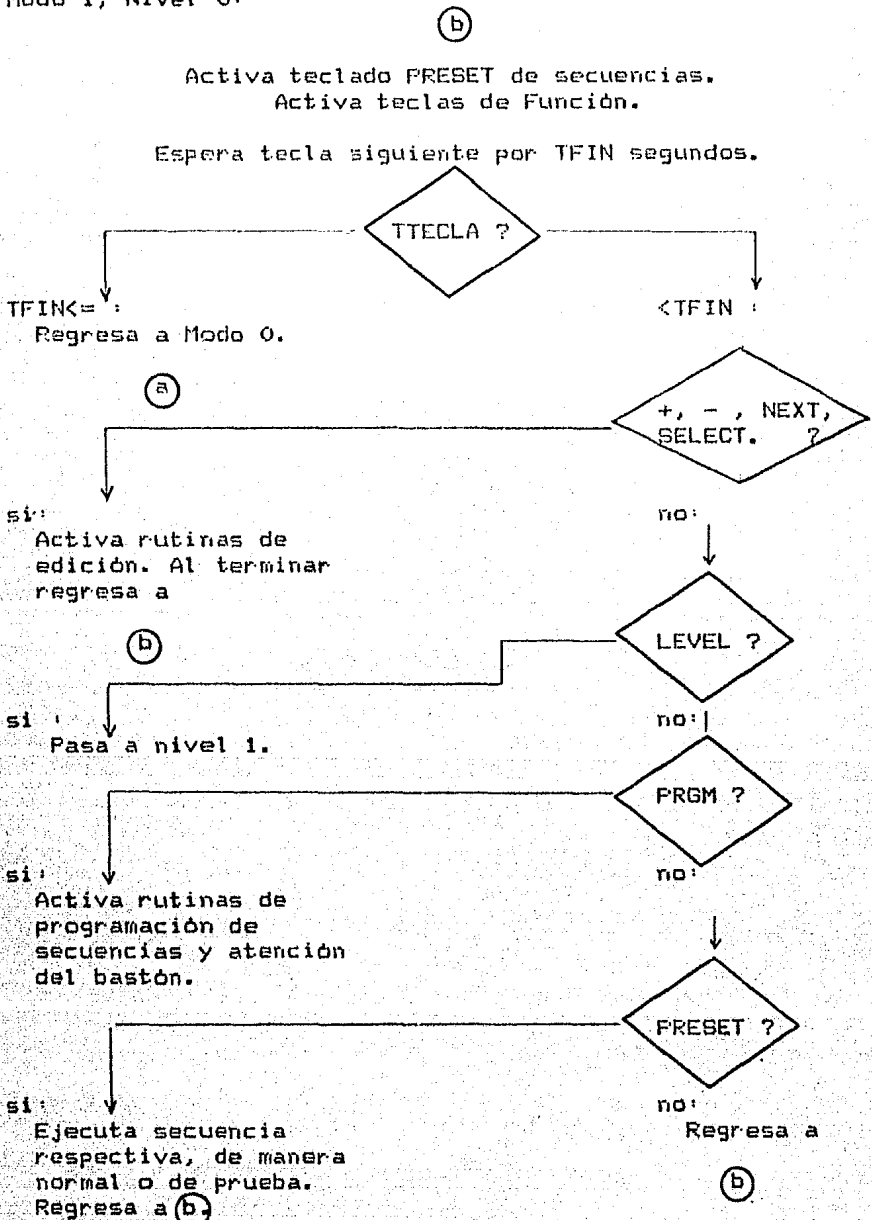 Modo 1, Nivel 0.
b
Activa teclado PRESET de secuencias.
Activa teclas de Función.
Espera tecla siguiente por TFIN segundos.
TTECLA ?
TFIN<= :
Regresa a Modo 0.
a
<TFIN :
+, - , NEXT,
SELECT. ?
si:
Activa rutinas de
edición. Al terminar
regresa a
b
no:
LEVEL ?
si :
Pasa a nivel 1.
no:
PRGM ?
si:
Activa rutinas de
programación de
secuencias y atención
del bastón.
no:
PRESET ?
si:
Ejecuta secuencia
respectiva, de manera
normal o de prueba.
Regresa a b.
no:
Regresa a
b